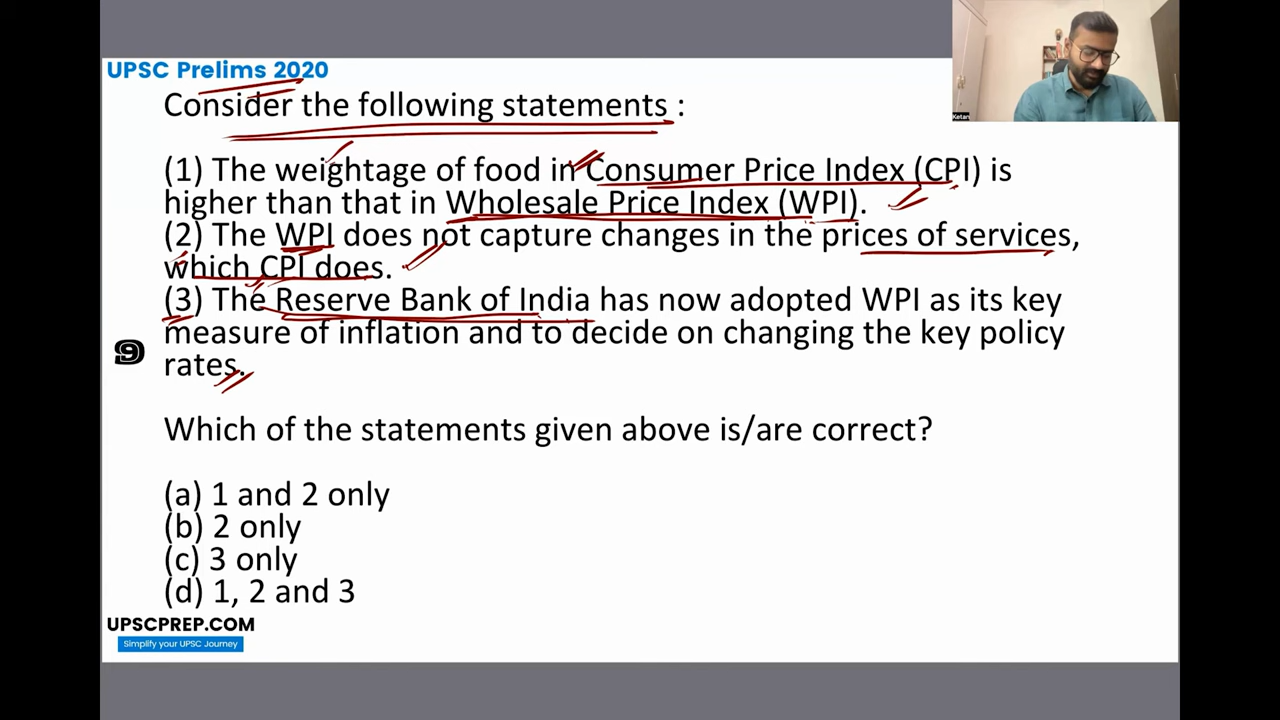 UPSC Prelims 2020
Consider the following statements :
(1) The weightage of food in Consumer Price Index (CPI) is
higher than that in Wholesale Price Index (WPI).
(2) The WPI does not capture changes in the prices of services,
which CPI does.
(3) The Reserve Bank of India has now adopted WPI as its key
measure of inflation and to decide on changing the key policy
rates.
9
Which of the statements given above is/are correct?
(a) 1 and 2 only
(b) 2 only
(c) 3 only
(d) 1, 2 and 3
UPSCPREP.COM
Simplify your UPSC Journey
Ketan